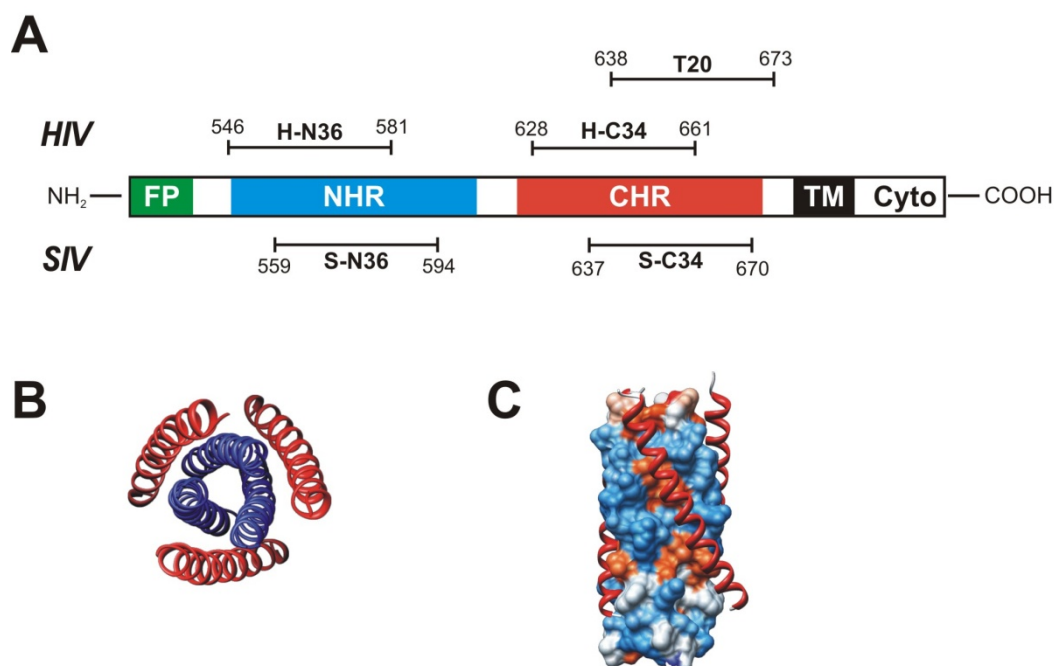 A
638 T20 673
HIV 546 H-N36 581 628 H-C34 661
NH₂ FP NHR CHR TM Cyto COOH
SIV 559 S-N36 594 637 S-C34 670
B
C